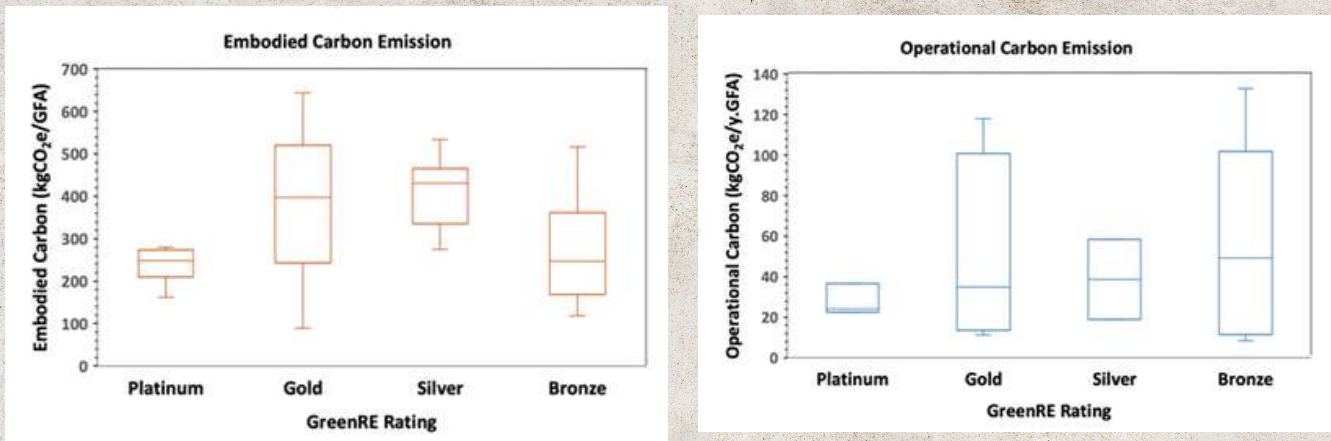 Embodied Carbon Emission
Embodied Carbon (kgCO₂e/GFA)
700
600
500
400
300
200
100
0
Platinum Gold Silver Bronze
GreenRE Rating
Operational Carbon Emission
Operational Carbon (kgCO₂e/y.GFA)
140
120
100
80
60
40
20
0
Platinum Gold Silver Bronze
GreenRE Rating